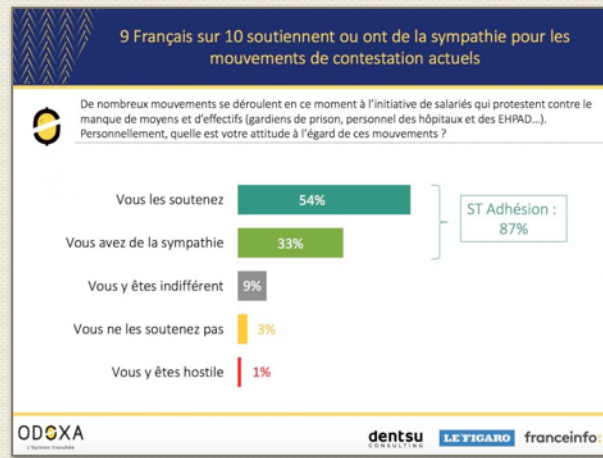 9 Français sur 10 soutiennent ou ont de la sympathie pour les
mouvements de contestation actuels
De nombreux mouvements se déroulent en ce moment à l'initiative de salariés qui protestent contre le
manque de moyens et d'effectifs (gardiens de prison, personnel des hôpitaux et des EHPAD...).
Personnellement, quelle est votre attitude à l'égard de ces mouvements ?
Vous les soutenez 54%
Vous avez de la sympathie 33%
Vous y êtes indifférent 9%
Vous ne les soutenez pas 3%
Vous y êtes hostile 1%
ST Adhésion :
87%
ODOXA
L'opinion tranchée
dentsu
CONSULTING
LE FIGARO
franceinfo: